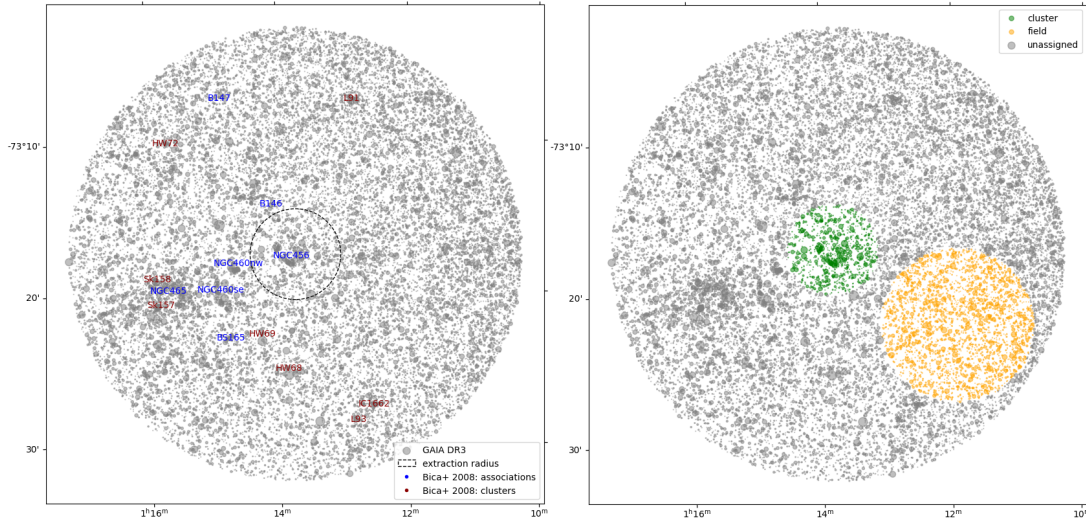 B147
L91
HW72
-73°10'
B146
NGC456
NGC460nw
SK158
NGC465
NGC460se
SK157
20'
BS165
HW69
HW68
L93
30'
GAIA DR3
extraction radius
Bica+ 2008: associations
Bica+ 2008: clusters
1ʰ16ᵐ
14ᵐ
12ᵐ
10ᵐ
cluster
field
unassigned
-73°10'
20'
30'
1ʰ16ᵐ
14ᵐ
12ᵐ
10ᵐ